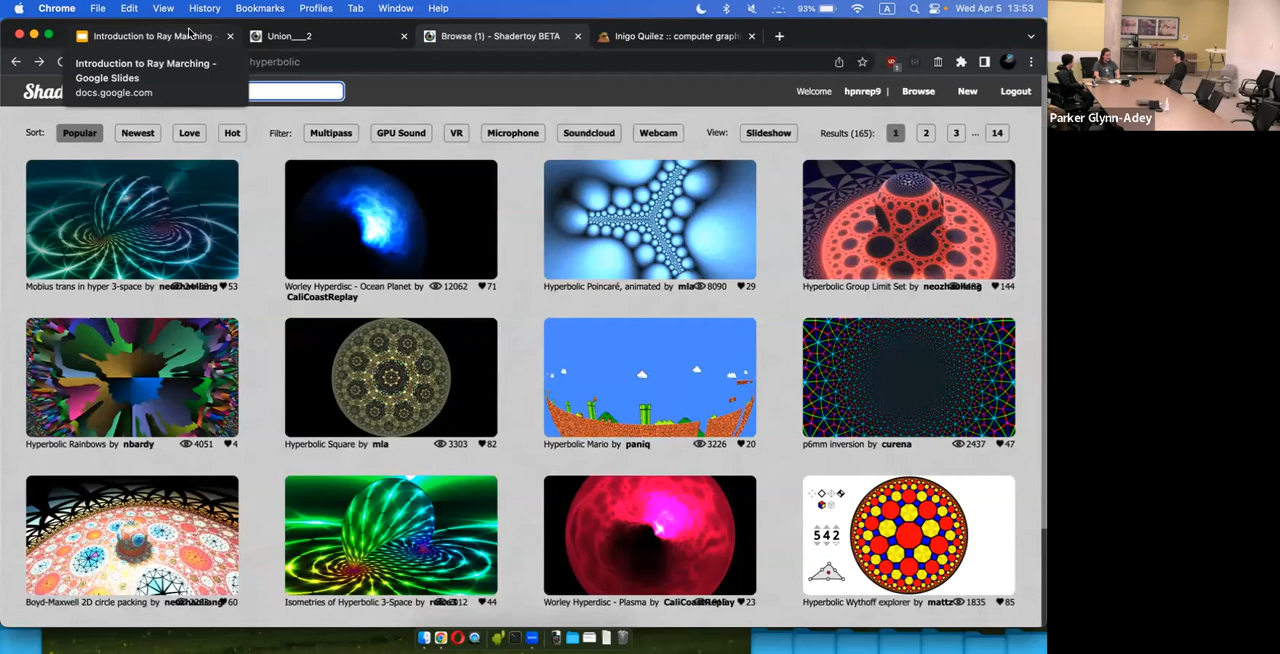 Chrome File Edit View History Bookmarks Profiles Tab Window Help 93% A Wed Apr 5 13:53
Introduction to Ray Marching - Union___2 Browse (1) - Shadertoy BETA Inigo Quilez :: computer graphi
Introduction to Ray Marching -
Google Slides
docs.google.com
hyperbolic
Shad
Welcome hpnrep9 | Browse New Logout
Sort: Popular Newest Love Hot Filter: Multipass GPU Sound VR Microphone Soundcloud Webcam View: Slideshow Results (165): 1 2 3 ... 14
Parker Glynn-Adey
Mobius trans in hyper 3-space by 53
Worley Hyperdisc - Ocean Planet by 12062 71
CaliCoastReplay
Hyperbolic Poincaré, animated by mla 8090 29
Hyperbolic Group Limit Set by 144
Hyperbolic Rainbows by nbardy 4051 4
Hyperbolic Square by mla 3303 82
Hyperbolic Mario by paniq 3226 20
p6mm inversion by curena 2437 47
5 4 2
Boyd-Maxwell 2D circle packing by 60
Isometries of Hyperbolic 3-Space by 44
Worley Hyperdisc - Plasma by 23
Hyperbolic Wythoff explorer by mattz 1835 85